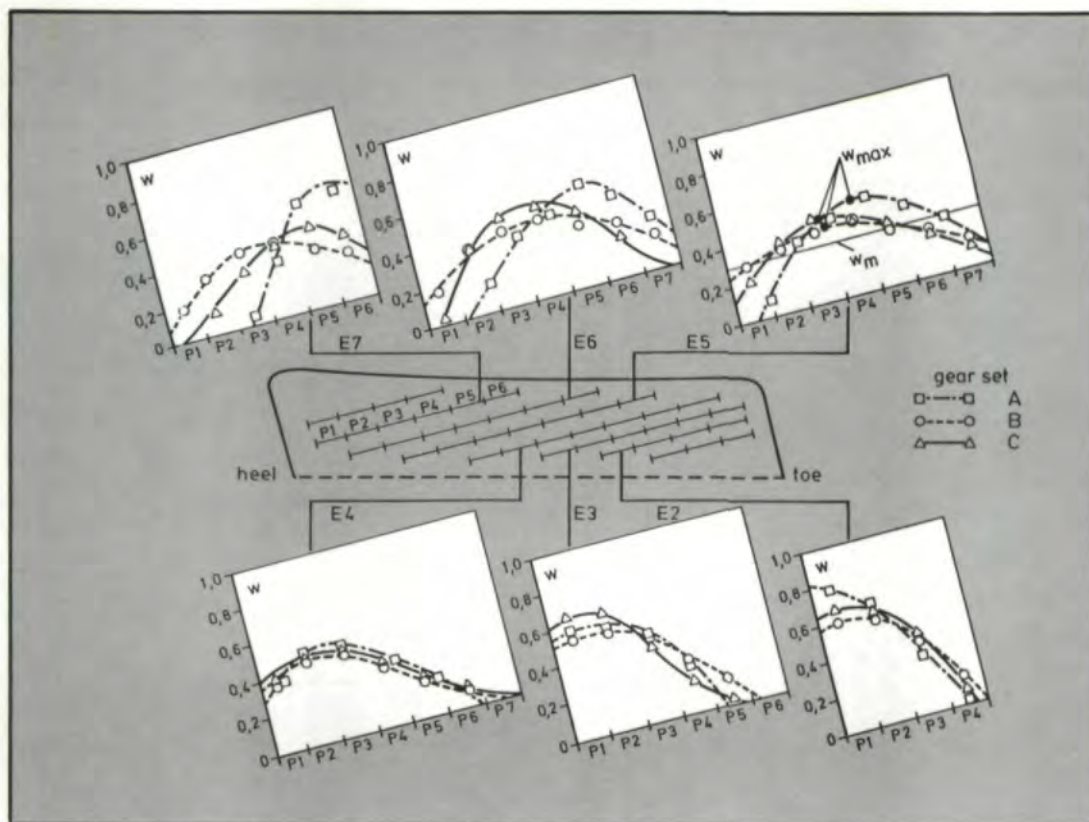 1,0
w
0,8
0,6
0,4
0,2
0
P1 P2 P3 P4 P5 P6
E7
1,0
w
0,8
0,6
0,4
0,2
0
P1 P2 P3 P4 P5 P6 P7
E6
1,0
w
wmax
0,8
0,6
0,4
wm
0,2
0
P1 P2 P3 P4 P5 P6 P7
E5
gear set
A
B
C
P1 P2 P3 P4 P5 P6
heel
toe
E4
1,0
w
0,8
0,6
0,4
0,2
0
P1 P2 P3 P4 P5 P6 P7
E3
1,0
w
0,8
0,6
0,4
0,2
0
P1 P2 P3 P4 P5 P6
E2
1,0
w
0,8
0,6
0,4
0,2
0
P1 P2 P3 P4